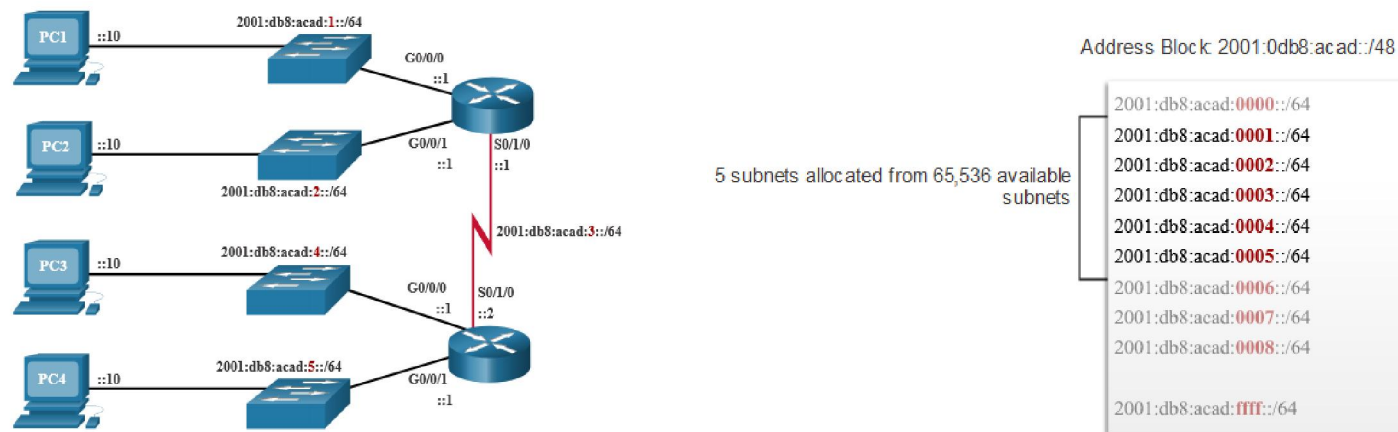 2001:db8:acad:1::/64
PC1
::10
G0/0/0
::1
PC2
::10
G0/0/1
::1
S0/1/0
::1
2001:db8:acad:2::/64
2001:db8:acad:3::/64
2001:db8:acad:4::/64
PC3
::10
G0/0/0
::1
S0/1/0
::2
2001:db8:acad:5::/64
PC4
::10
G0/0/1
::1
Address Block: 2001:0db8:acad::/48
5 subnets allocated from 65,536 available
subnets
2001:db8:acad:0000::/64
2001:db8:acad:0001::/64
2001:db8:acad:0002::/64
2001:db8:acad:0003::/64
2001:db8:acad:0004::/64
2001:db8:acad:0005::/64
2001:db8:acad:0006::/64
2001:db8:acad:0007::/64
2001:db8:acad:0008::/64
2001:db8:acad:ffff::/64